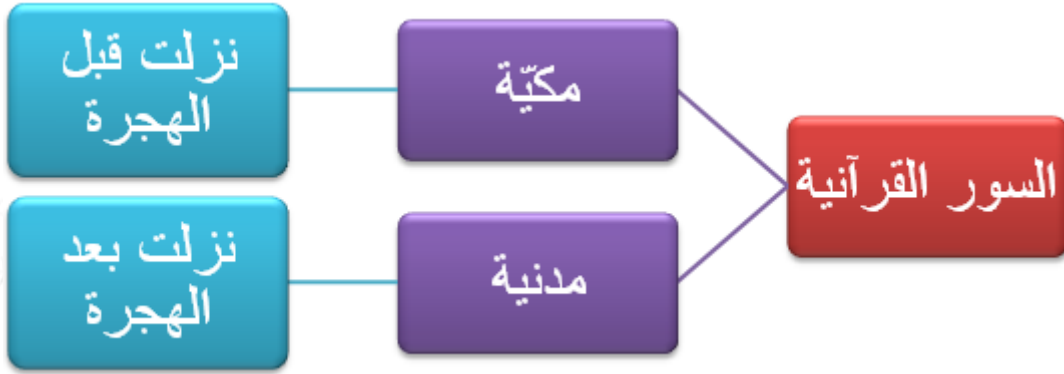 السور القرآنية
مكيّة
نزلت قبل
الهجرة
مدنية
نزلت بعد
الهجرة